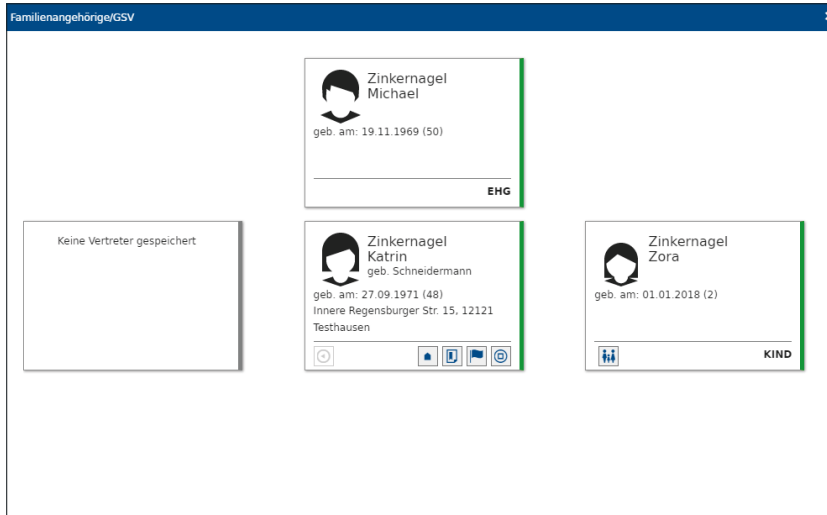 Familienangehörige/GSV
Zinkernagel
Michael
geb. am: 19.11.1969 (50)
EHG
Keine Vertreter gespeichert
Zinkernagel
Katrin
geb. Schneidermann
geb. am: 27.09.1971 (48)
Innere Regensburger Str. 15, 12121
Testhausen
Zinkernagel
Zora
geb. am: 01.01.2018 (2)
KIND